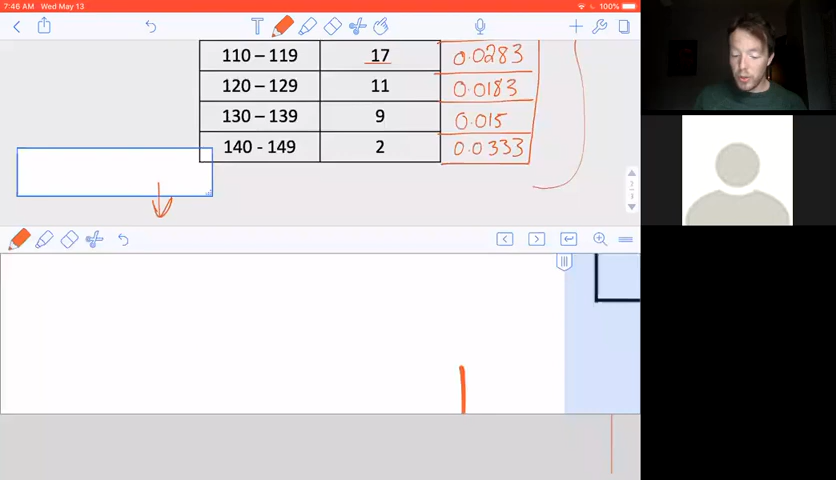 7:46 AM Wed May 13
100%
T
110 – 119 17 0.0283
120 – 129 11 0.0183
130 – 139 9 0.015
140 - 149 2 0.0333